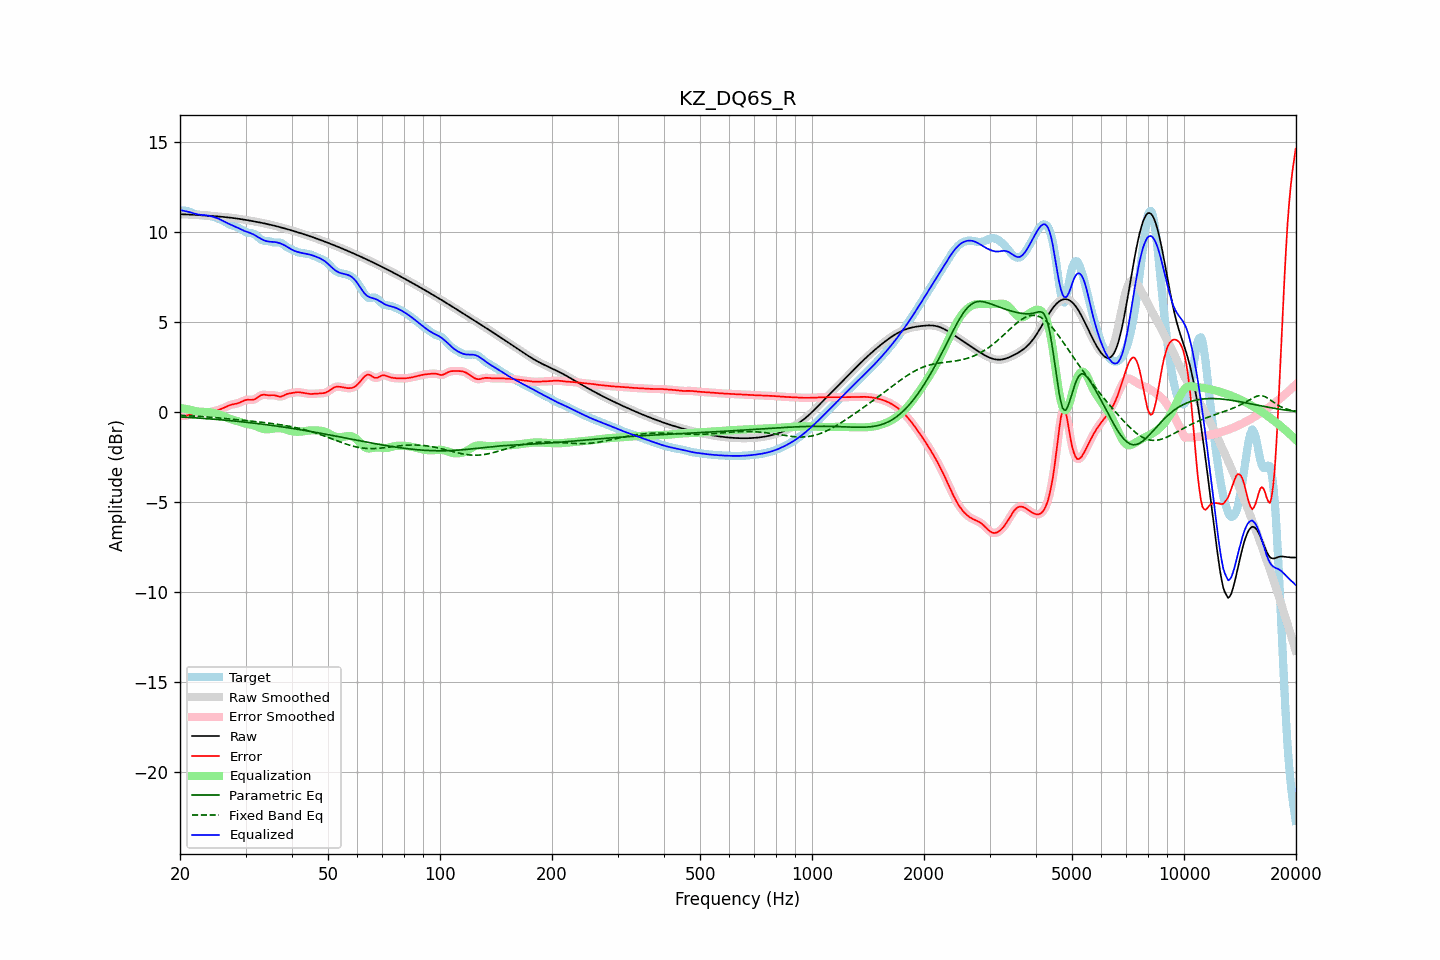 KZ_DQ6S_R
15
10
5
0
−5
−10
−15
−20
Amplitude (dBr)
Target
Raw Smoothed
Error Smoothed
Raw
Error
Equalization
Parametric Eq
Fixed Band Eq
Equalized
20 50 100 200 500 1000 2000 5000 10000 20000
Frequency (Hz)